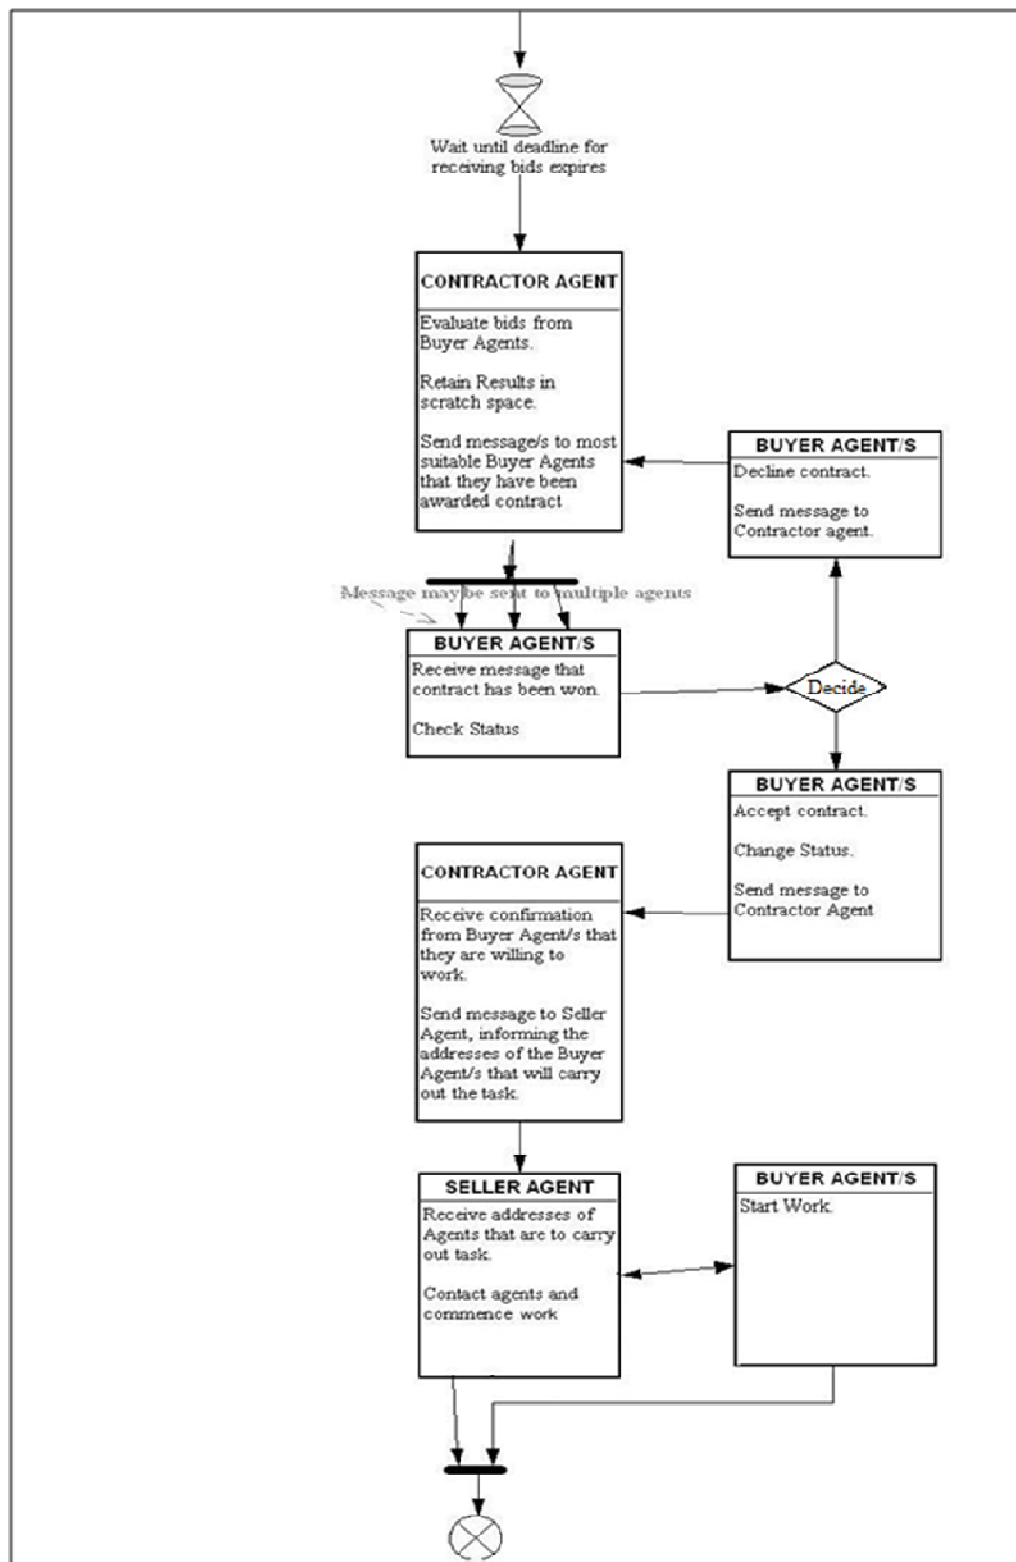 Wait until deadline for
receiving bids expires
CONTRACTOR AGENT
Evaluate bids from
Buyer Agents.
Retain Results in
scratch space.
Send message/s to most
suitable Buyer Agents
that they have been
awarded contract
BUYER AGENT/S
Decline contract.
Send message to
Contractor agent.
Message may be sent to multiple agents
BUYER AGENT/S
Receive message that
contract has been won.
Check Status
Decide
BUYER AGENT/S
Accept contract.
Change Status.
Send message to
Contractor Agent
CONTRACTOR AGENT
Receive confirmation
from Buyer Agent/s that
they are willing to
work.
Send message to Seller
Agent, informing the
addresses of the Buyer
Agent/s that will carry
out the task.
SELLER AGENT
Receive addresses of
Agents that are to carry
out task.
Contact agents and
commence work
BUYER AGENT/S
Start Work.